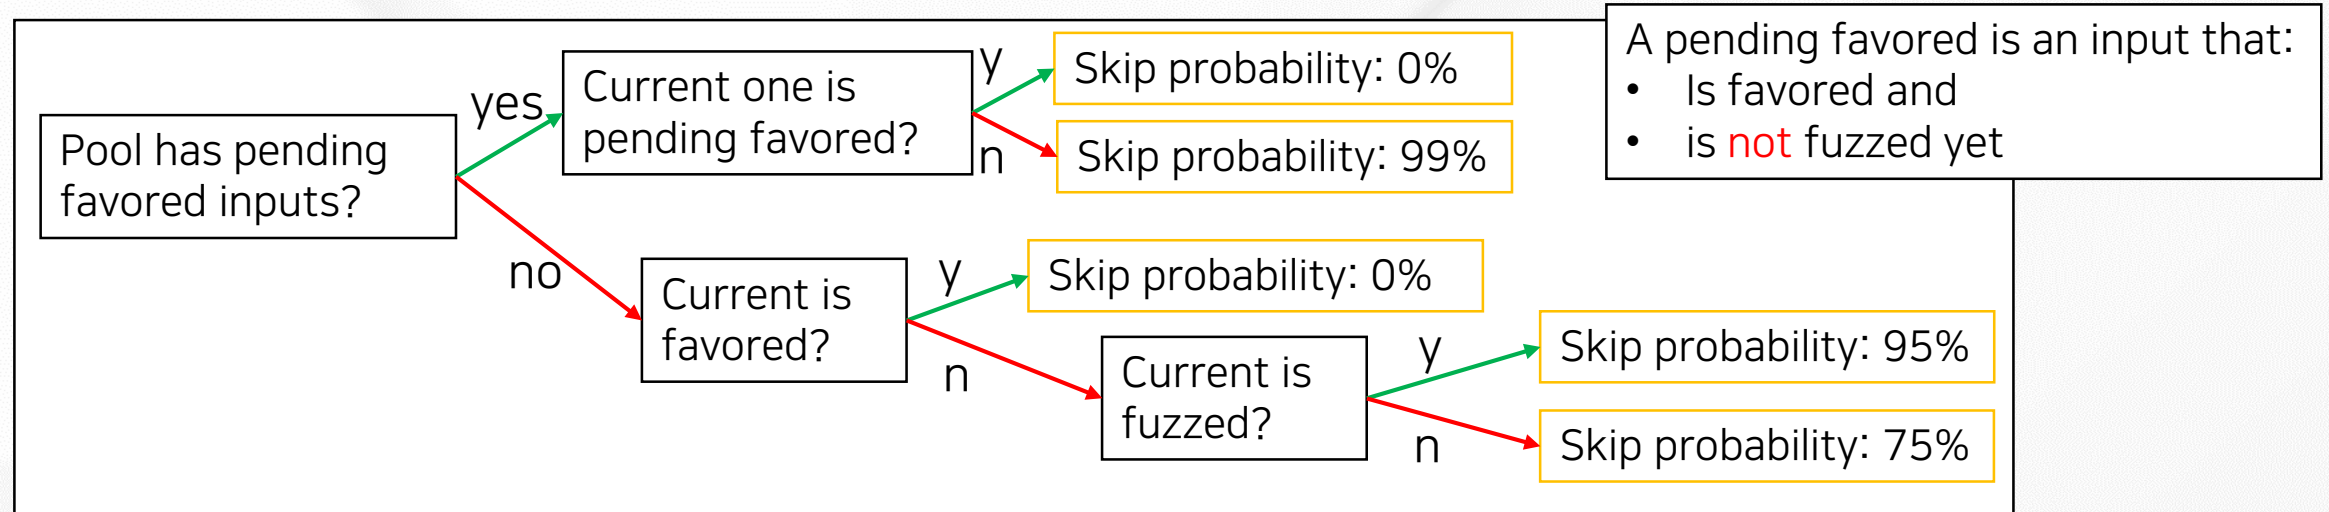 Pool has pending
favored inputs?
yes
Current one is
pending favored?
y
Skip probability: 0%
n
Skip probability: 99%
no
Current is
favored?
y
Skip probability: 0%
n
Current is
fuzzed?
y
Skip probability: 95%
n
Skip probability: 75%
A pending favored is an input that:
• Is favored and
• is not fuzzed yet